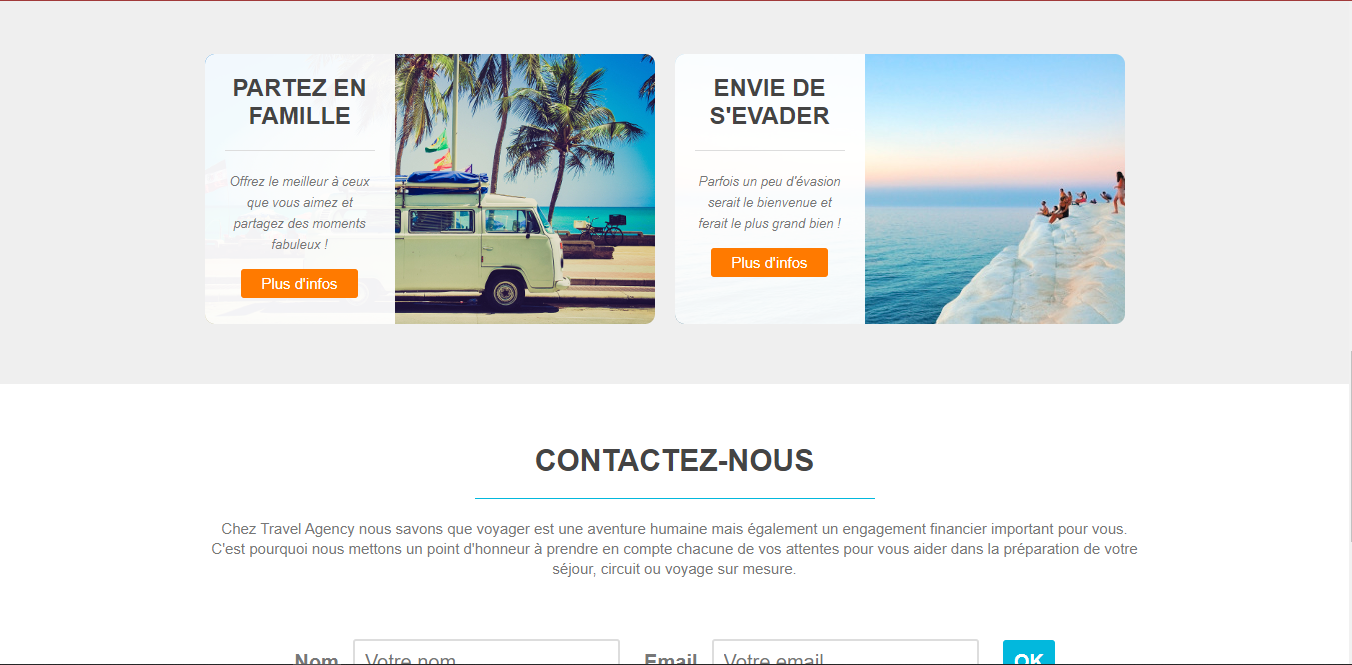 PARTEZ EN
FAMILLE
Offrez le meilleur à ceux
que vous aimez et
partagez des moments
fabuleux !
Plus d'infos
ENVIE DE
S'EVADER
Parfois un peu d'évasion
serait le bienvenue et
ferait le plus grand bien !
Plus d'infos
CONTACTEZ-NOUS
Chez Travel Agency nous savons que voyager est une aventure humaine mais également un engagement financier important pour vous.
C'est pourquoi nous mettons un point d'honneur à prendre en compte chacune de vos attentes pour vous aider dans la préparation de votre
séjour, circuit ou voyage sur mesure.
Nom Votre nom Email Votre email OK